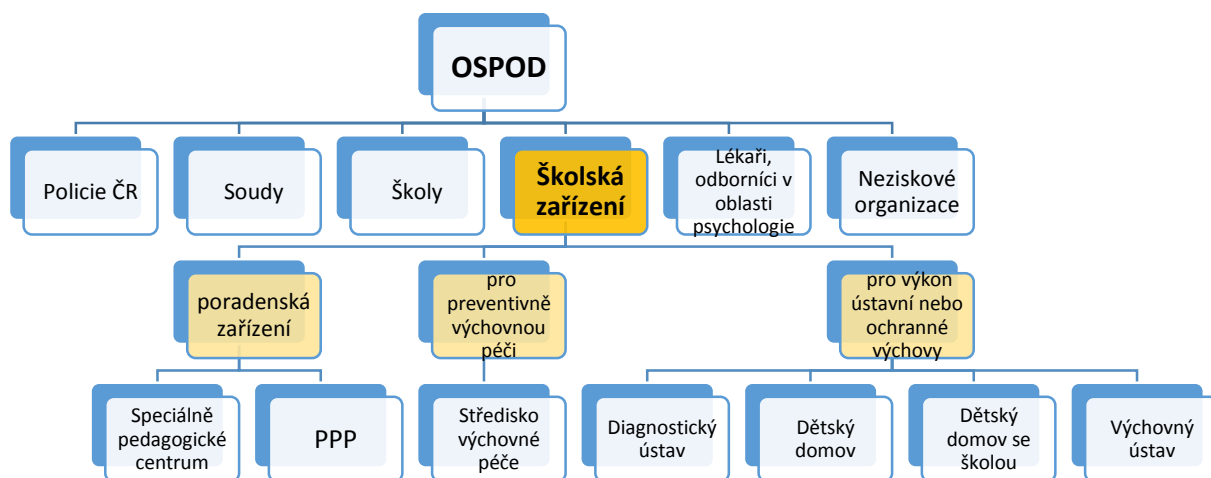 OSPOD
Policie ČR
Soudy
Školy
Školská
zařízení
Lékaři,
odborníci v
oblasti
psychologie
Neziskové
organizace
poradenská
zařízení
pro
preventivně
výchovnou
péči
pro výkon
ústavní nebo
ochranné
výchovy
Speciálně
pedagogické
centrum
PPP
Středisko
výchovné
péče
Diagnostický
ústav
Dětský
domov
Dětský
domov se
školou
Výchovný
ústav